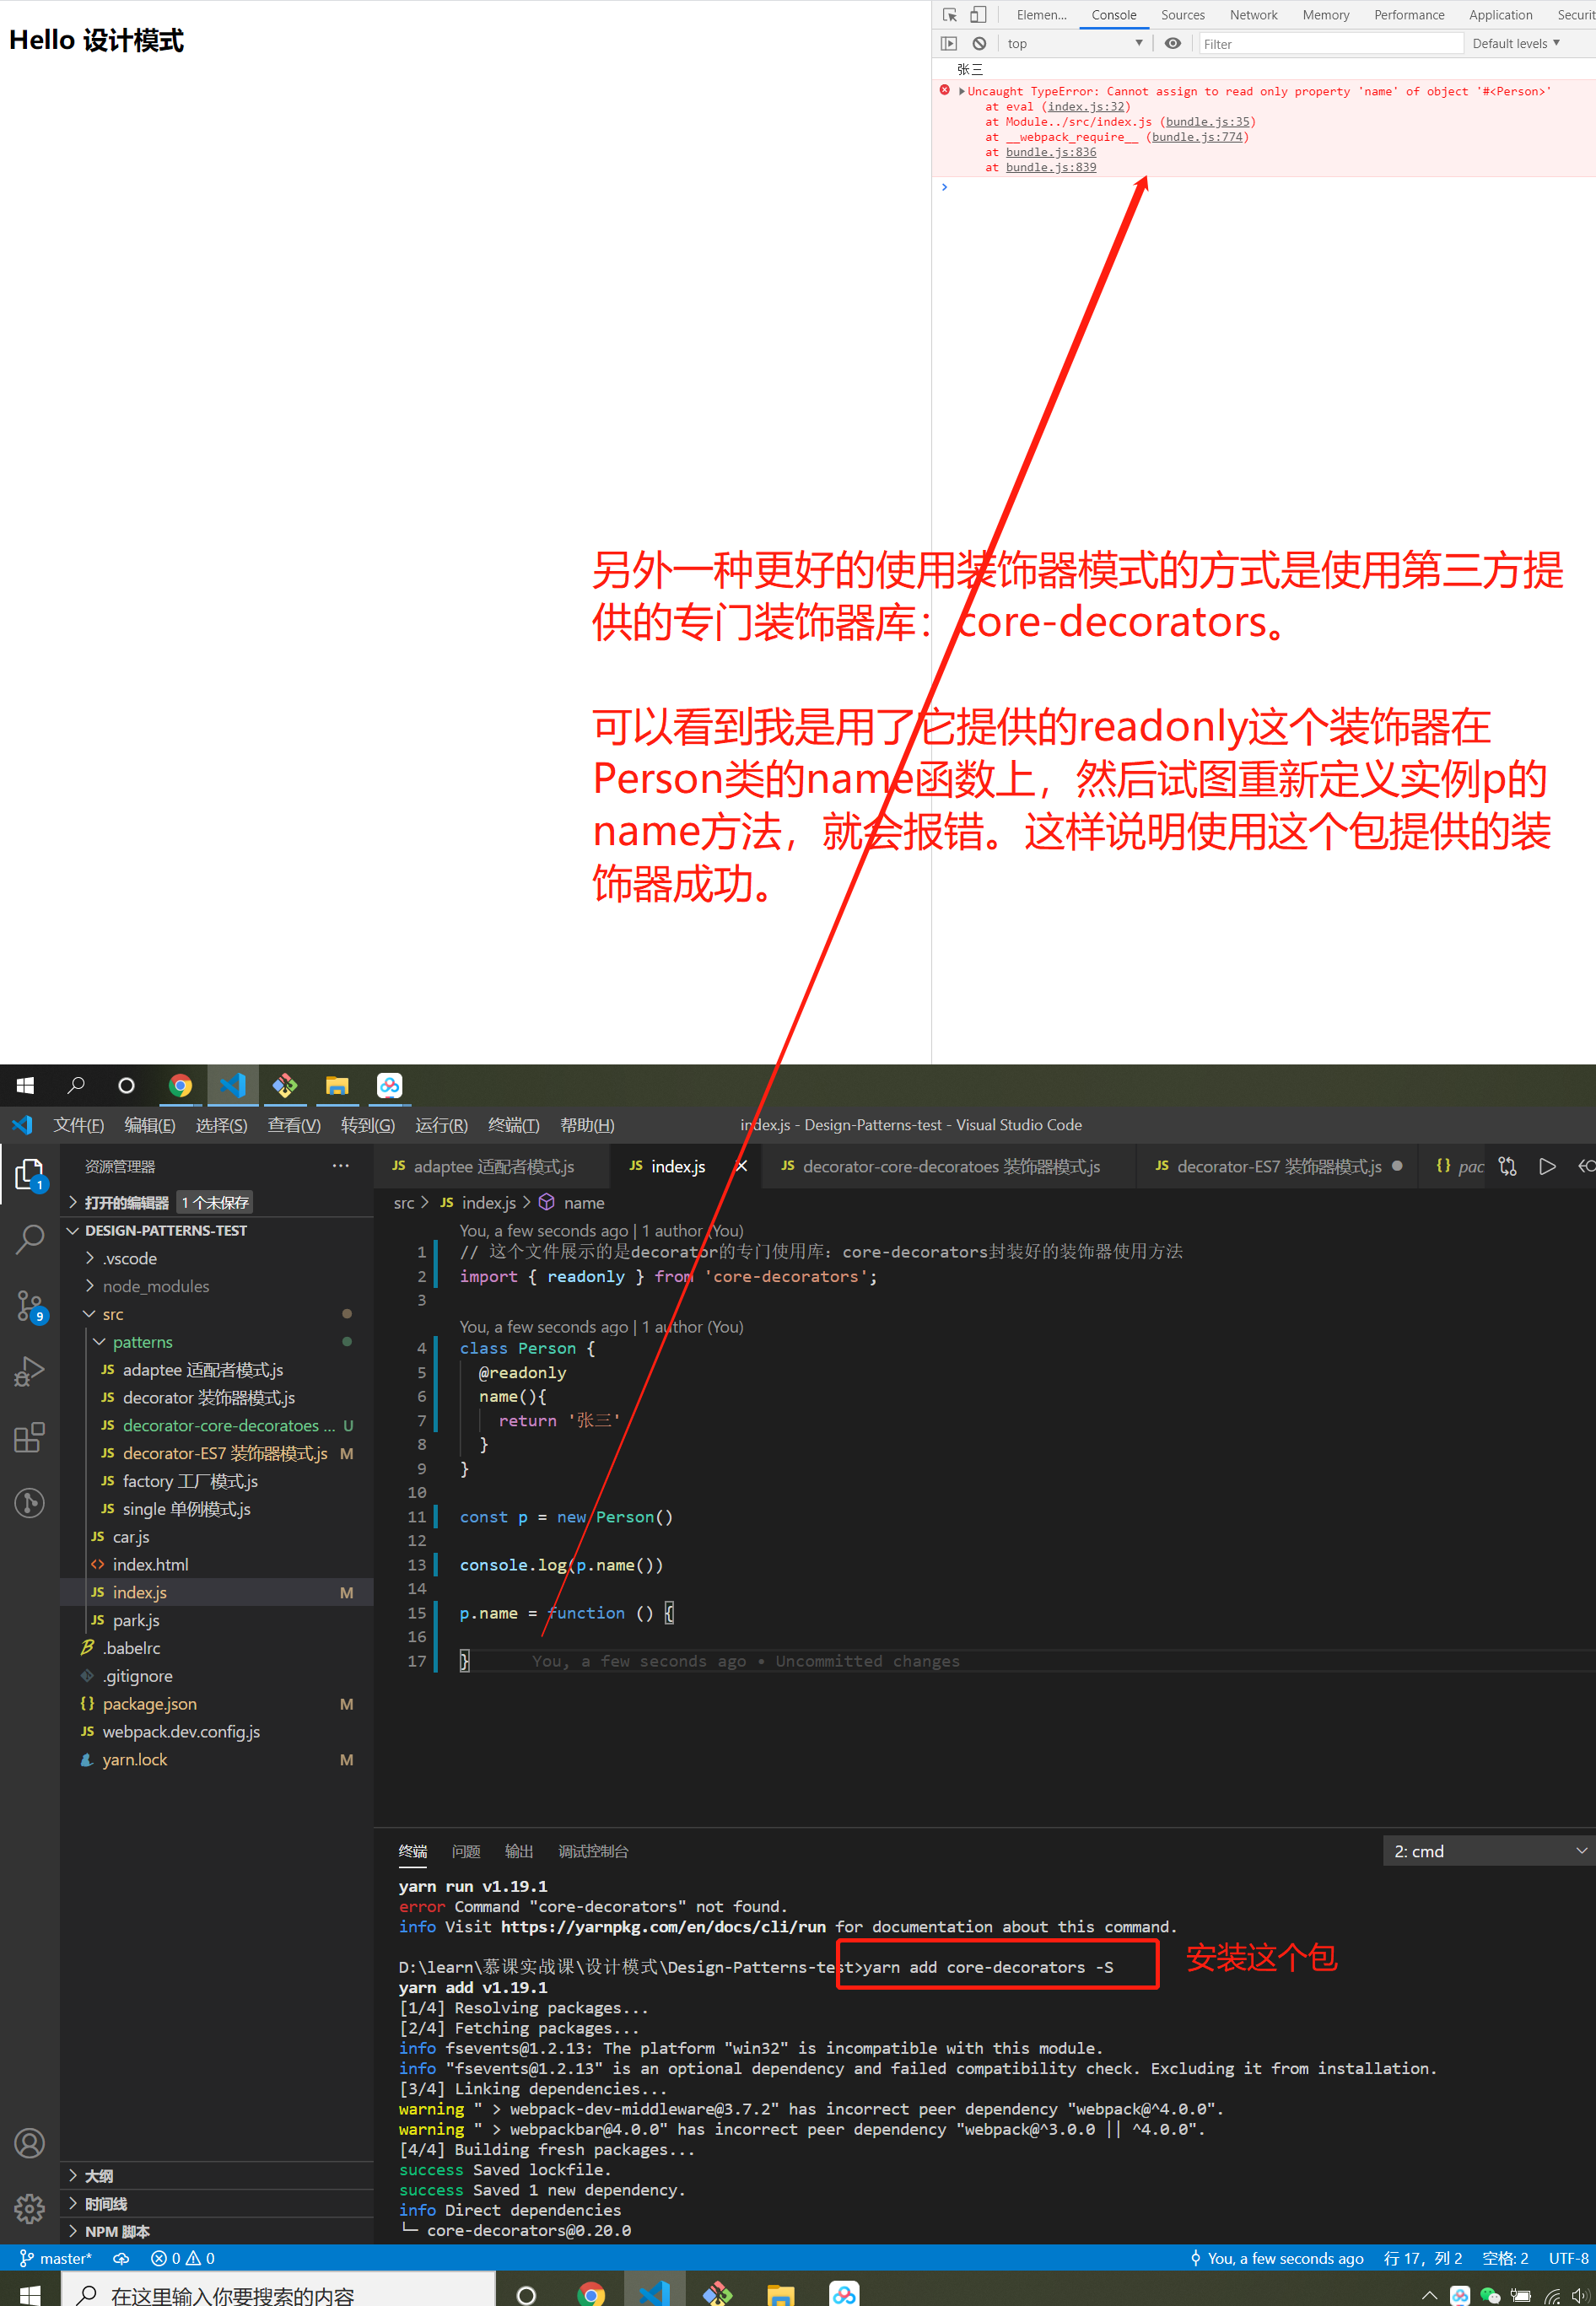 Hello 设计模式
Elemen... Console Sources Network Memory Performance Application Securit
top Filter Default levels
张三
Uncaught TypeError: Cannot assign to read only property 'name' of object '#<Person>'
at eval (index.js:32)
at Module../src/index.js (bundle.js:35)
at __webpack_require__ (bundle.js:774)
at bundle.js:836
at bundle.js:839
另外一种更好的使用装饰器模式的方式是使用第三方提
供的专门装饰器库：core-decorators。
可以看到我是用了它提供的readonly这个装饰器在
Person类的name函数上，然后试图重新定义实例p的
name方法，就会报错。这样说明使用这个包提供的装
饰器成功。
文件(F) 编辑(E) 选择(S) 查看(V) 转到(G) 运行(R) 终端(T) 帮助(H) index.js - Design-Patterns-test - Visual Studio Code
资源管理器 ···
JS adaptee 适配者模式.js JS index.js JS decorator-core-decoratoes 装饰器模式.js JS decorator-ES7 装饰器模式.js {} pac
打开的编辑器 1 个未保存
src > JS index.js > name
DESIGN-PATTERNS-TEST
.vscode
node_modules
src
patterns
JS adaptee 适配者模式.js
JS decorator 装饰器模式.js
JS decorator-core-decoratoes ... U
JS decorator-ES7 装饰器模式.js M
JS factory 工厂模式.js
JS single 单例模式.js
JS car.js
<> index.html
JS index.js M
JS park.js
.babelrc
.gitignore
{} package.json M
JS webpack.dev.config.js
yarn.lock M
1
9
You, a few seconds ago | 1 author (You)
1 // 这个文件展示的是decorator的专门使用库：core-decorators封装好的装饰器使用方法
2 import { readonly } from 'core-decorators';
3
You, a few seconds ago | 1 author (You)
4 class Person {
5 @readonly
6 name(){
7 return '张三'
8 }
9 }
10
11 const p = new Person()
12
13 console.log(p.name())
14
15 p.name = function () {
16
17 } You, a few seconds ago • Uncommitted changes
终端 问题 输出 调试控制台 2: cmd
yarn run v1.19.1
error Command "core-decorators" not found.
info Visit https://yarnpkg.com/en/docs/cli/run for documentation about this command.
D:\learn\慕课实战课\设计模式\Design-Patterns-test>yarn add core-decorators -S
安装这个包
yarn add v1.19.1
[1/4] Resolving packages...
[2/4] Fetching packages...
info fsevents@1.2.13: The platform "win32" is incompatible with this module.
info "fsevents@1.2.13" is an optional dependency and failed compatibility check. Excluding it from installation.
[3/4] Linking dependencies...
warning " > webpack-dev-middleware@3.7.2" has incorrect peer dependency "webpack@^4.0.0".
warning " > webpackbar@4.0.0" has incorrect peer dependency "webpack@^3.0.0 || ^4.0.0".
[4/4] Building fresh packages...
success Saved lockfile.
success Saved 1 new dependency.
info Direct dependencies
└─ core-decorators@0.20.0
大纲
时间线
NPM 脚本
master* 0 0 You, a few seconds ago 行 17，列 2 空格: 2 UTF-8
在这里输入你要搜索的内容